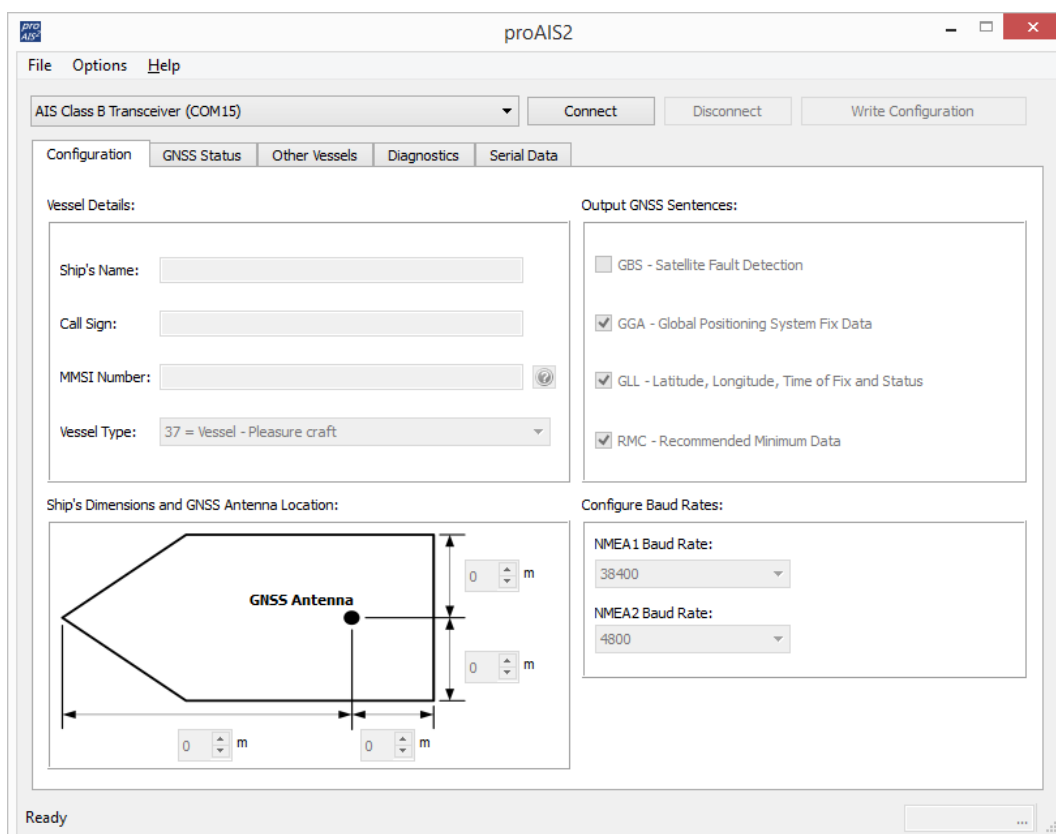 pro
AIS2
proAIS2
File Options Help
AIS Class B Transceiver (COM15) Connect Disconnect Write Configuration
Configuration GNSS Status Other Vessels Diagnostics Serial Data
Vessel Details:
Ship's Name:
Call Sign:
MMSI Number:
Vessel Type: 37 = Vessel - Pleasure craft
Output GNSS Sentences:
GBS - Satellite Fault Detection
GGA - Global Positioning System Fix Data
GLL - Latitude, Longitude, Time of Fix and Status
RMC - Recommended Minimum Data
Ship's Dimensions and GNSS Antenna Location:
GNSS Antenna
0 m
0 m
0 m 0 m
Configure Baud Rates:
NMEA1 Baud Rate:
38400
NMEA2 Baud Rate:
4800
Ready ...